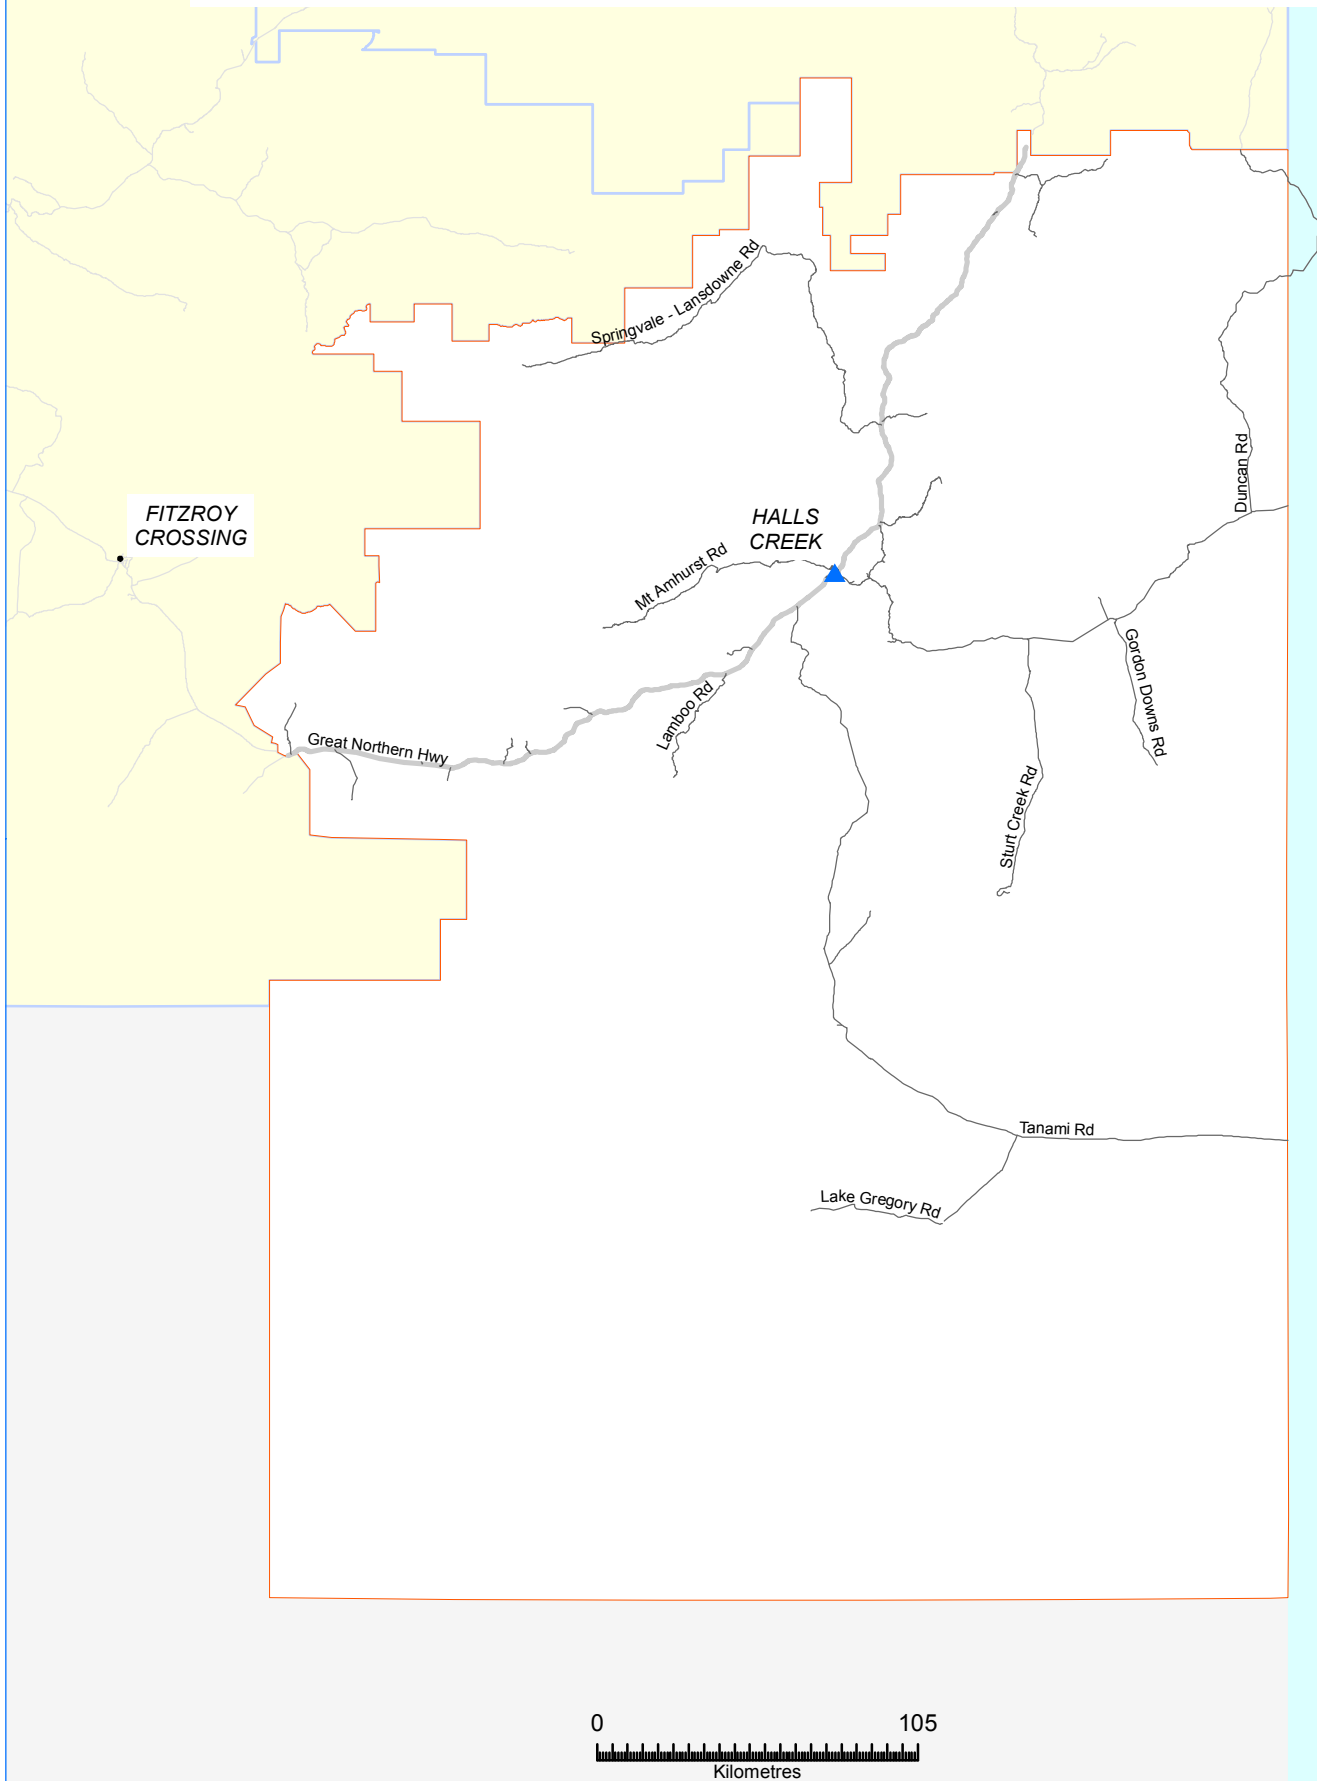 Springvale - Lansdowne Rd
Duncan Rd
FITZROY
CROSSING
HALLS
CREEK
Mt Amhurst Rd
Gordon Downs Rd
Lamboo Rd
Great Northern Hwy
Sturt Creek Rd
Tanami Rd
Lake Gregory Rd
0 105
Kilometres